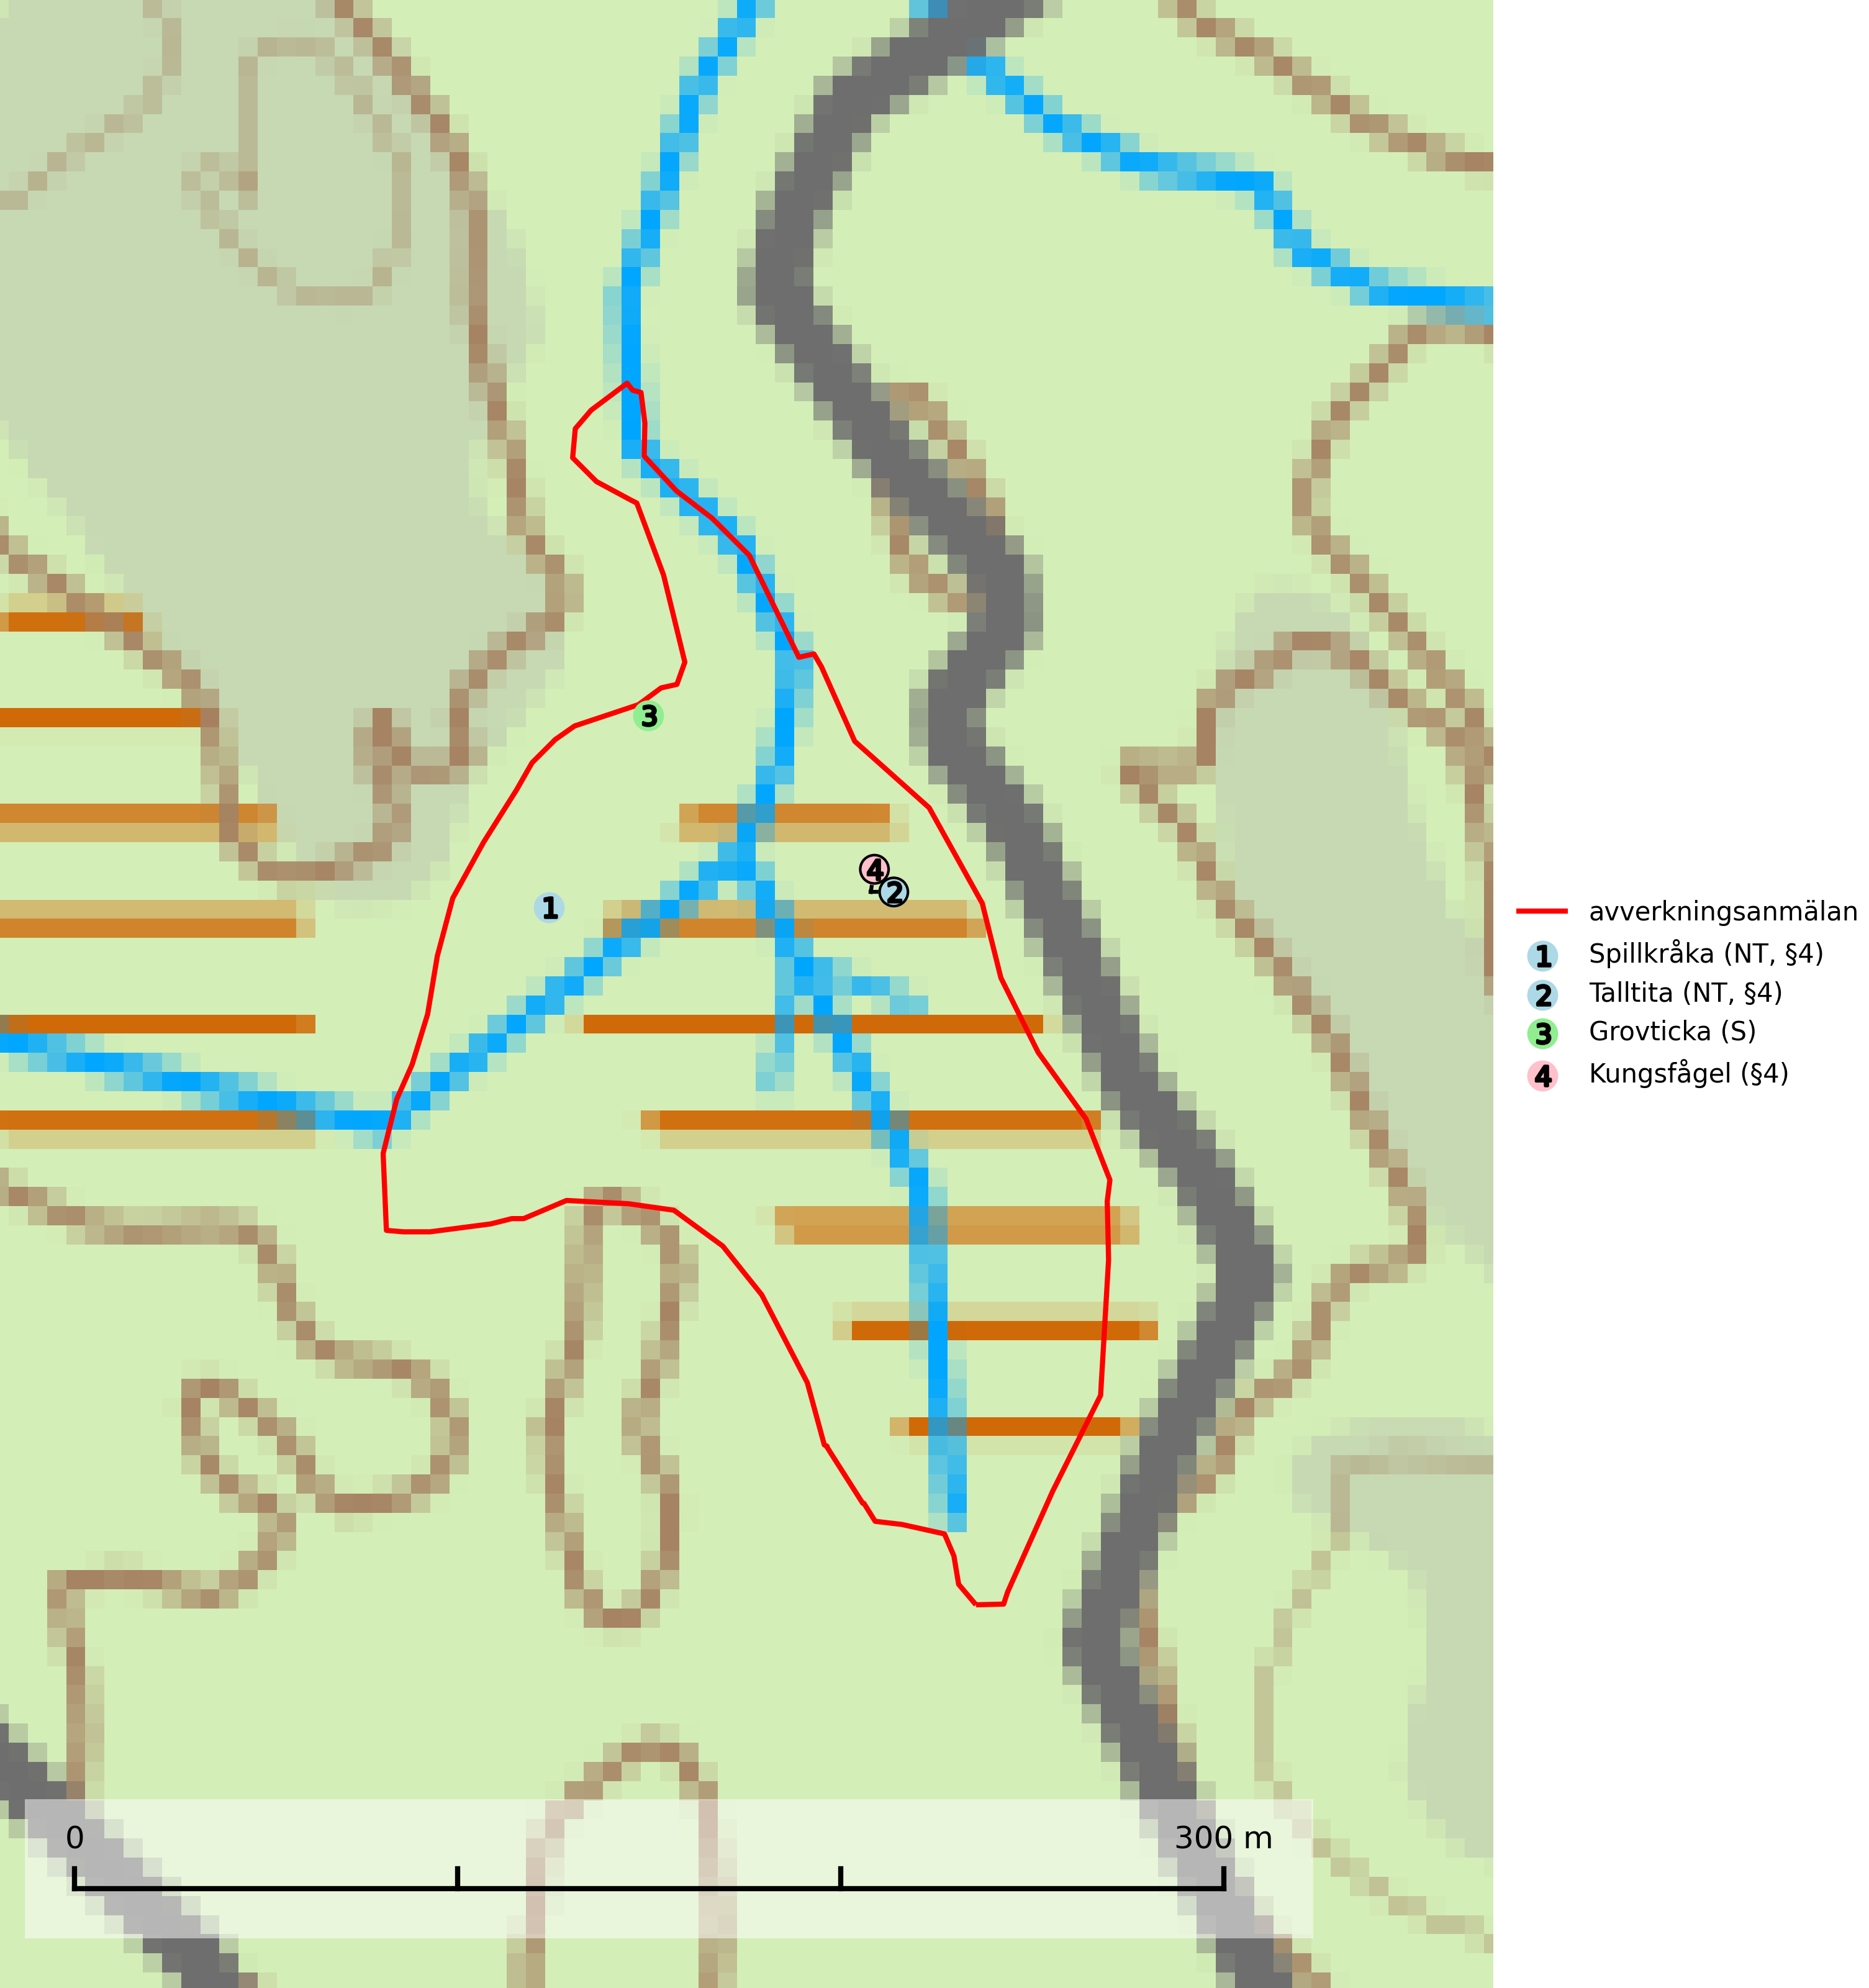 3
4
2
1
avverkningsanmälan
1 Spillkråka (NT, §4)
2 Talltita (NT, §4)
3 Grovticka (S)
4 Kungsfågel (§4)
0 300 m